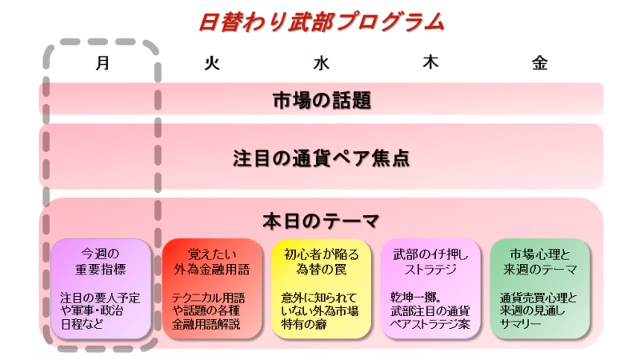 日替わり武部プログラム
月 火 水 木 金
市場の話題
注目の通貨ペア焦点
本日のテーマ
今週の
重要指標
注目の要人予定
や軍事・政治
日程など
覚えたい
外為金融用語
テクニカル用語
や話題の各種
金融用語解説
初心者が陥る
為替の罠
意外に知られて
いない外為市場
特有の癖
武部のイチ押し
ストラテジ
乾坤一擲。
武部注目の通貨
ペアストラテジ案
市場心理と
来週のテーマ
通貨売買心理と
来週の見通し
サマリー